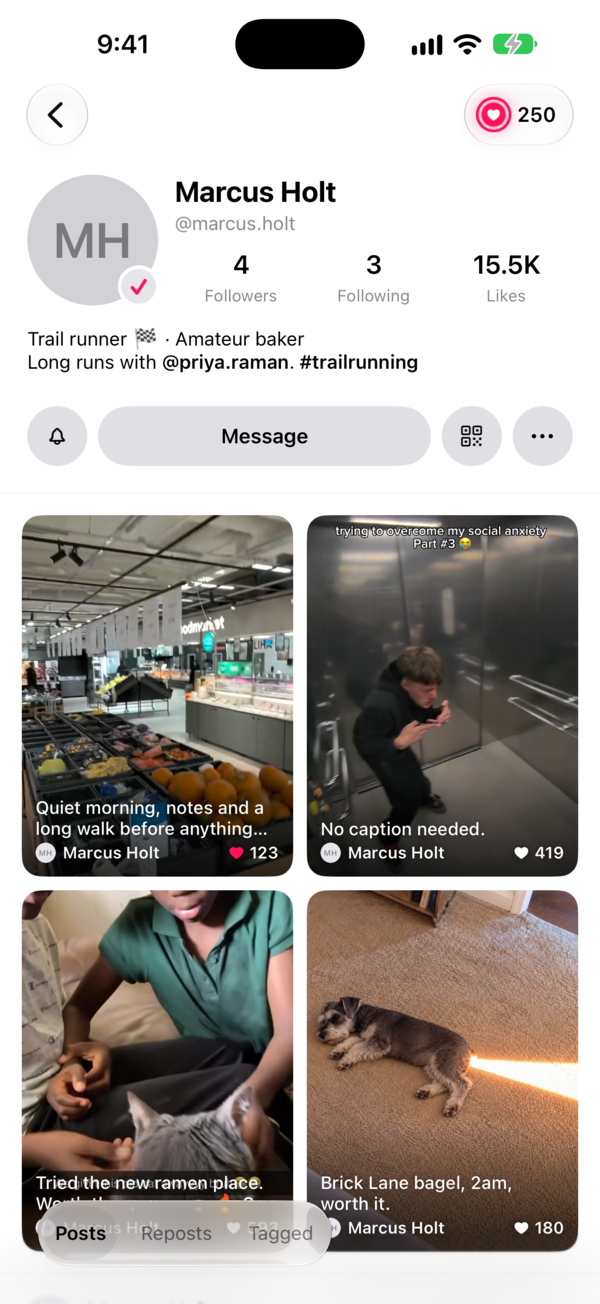 9:41
250
MH
Marcus Holt
@marcus.holt
4
3
15.5K
Followers
Following
Likes
Trail runner 🏁 · Amateur baker
Long runs with @priya.raman. #trailrunning
Message
trying to overcome my social anxiety
Part #3 😭
Quiet morning, notes and a
long walk before anything...
MH Marcus Holt
123
No caption needed.
MH Marcus Holt
419
Tried the new ramen place.
Brick Lane bagel, 2am,
worth it.
Marcus Holt
180
Marcus Holt
Posts
Reposts
Tagged